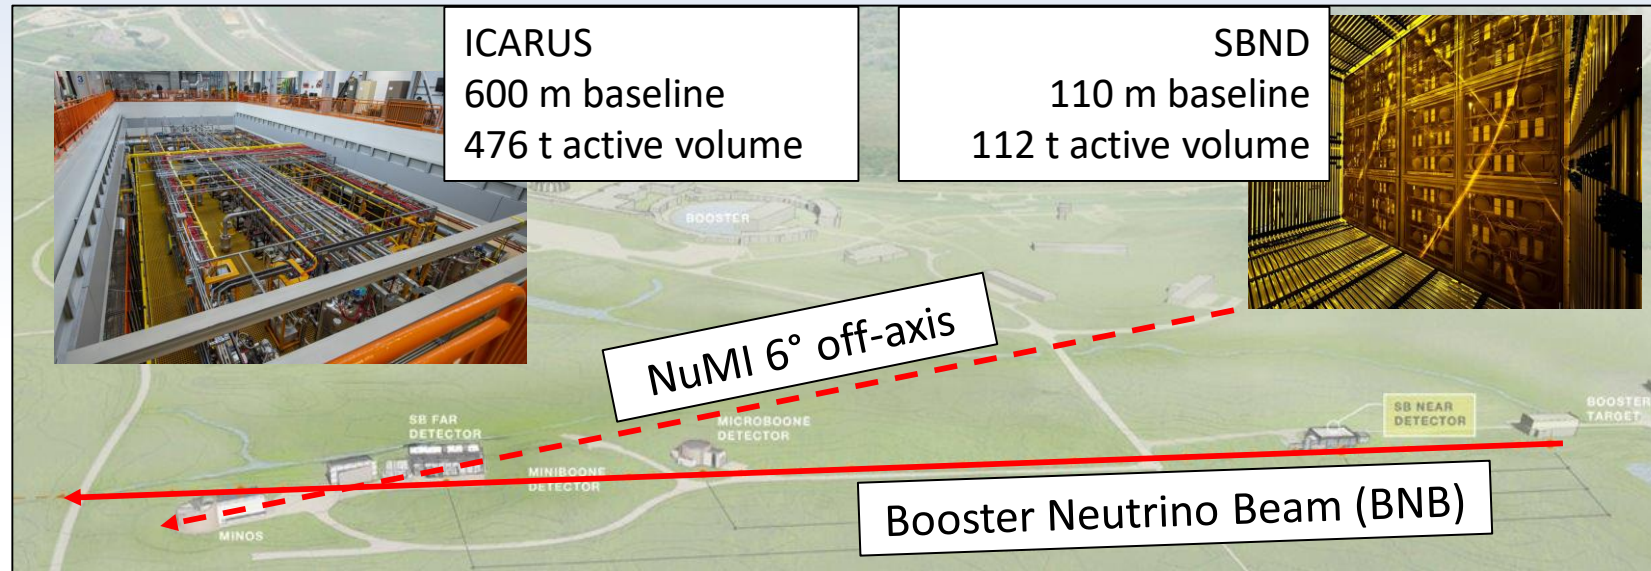 ICARUS
600 m baseline
476 t active volume
SBND
110 m baseline
112 t active volume
BOOSTER
NuMI 6° off-axis
SB FAR
DETECTOR
MICROBOONE
DETECTOR
SB NEAR
DETECTOR
BOOSTER
TARGET
MINIBOONE
DETECTOR
MINOS
Booster Neutrino Beam (BNB)